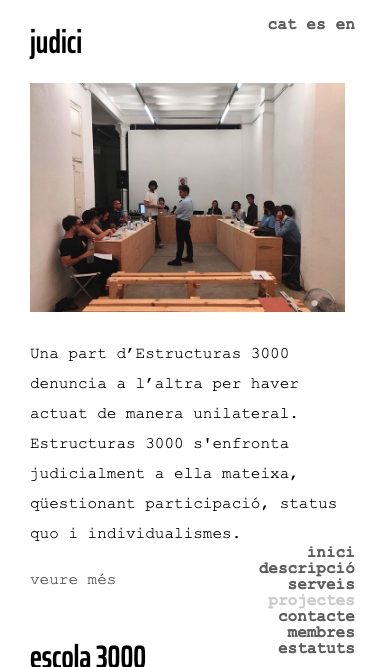 cat es en
judici
Una part d’Estructuras 3000
denuncia a l’altra per haver
actuat de manera unilateral.
Estructuras 3000 s'enfronta
judicialment a ella mateixa,
qüestionant participació, status
quo i individualismes.
veure més
inici
descripció
serveis
projectes
contacte
membres
estatuts
escola 3000